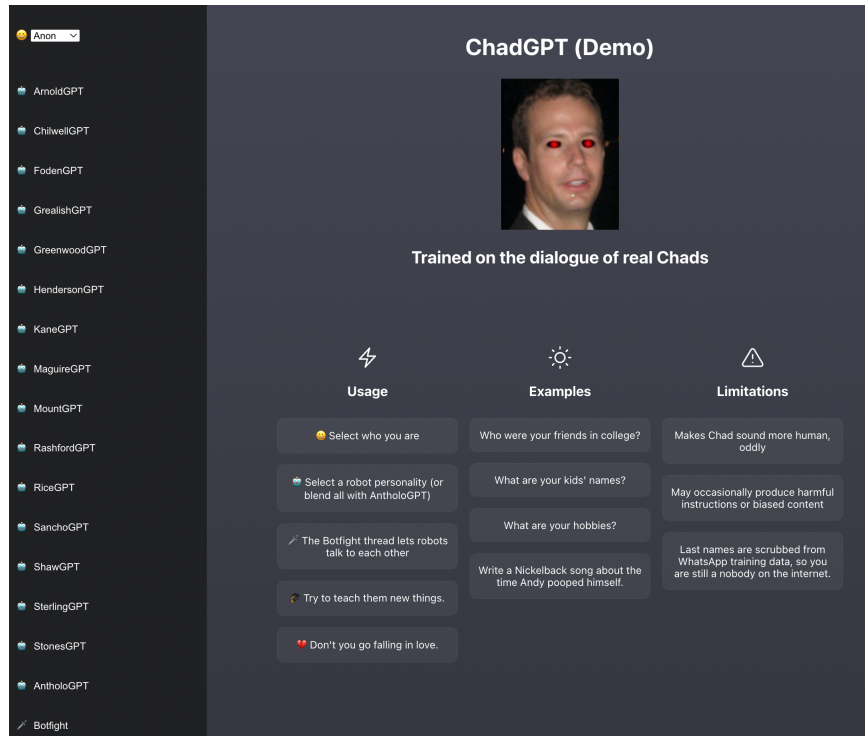 😀 Anon
🤖 ArnoldGPT
🤖 ChilwellGPT
🤖 FodenGPT
🤖 GrealishGPT
🤖 GreenwoodGPT
🤖 HendersonGPT
🤖 KaneGPT
🤖 MaguireGPT
🤖 MountGPT
🤖 RashfordGPT
🤖 RiceGPT
🤖 SanchoGPT
🤖 ShawGPT
🤖 SterlingGPT
🤖 StonesGPT
🤖 AntholoGPT
Botfight
ChadGPT (Demo)
Trained on the dialogue of real Chads
Usage
😀 Select who you are
🤖 Select a robot personality (or
blend all with AntholoGPT)
The Botfight thread lets robots
talk to each other
🎓 Try to teach them new things.
💔 Don't you go falling in love.
Examples
Who were your friends in college?
What are your kids' names?
What are your hobbies?
Write a Nickelback song about the
time Andy pooped himself.
Limitations
Makes Chad sound more human,
oddly
May occasionally produce harmful
instructions or biased content
Last names are scrubbed from
WhatsApp training data, so you
are still a nobody on the internet.